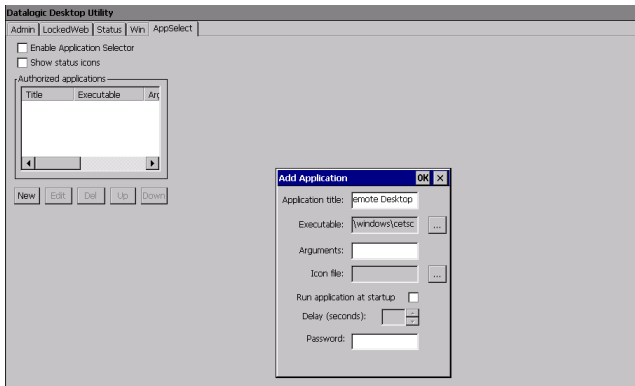 Datalogic Desktop Utility
Admin LockedWeb Status Win AppSelect
Enable Application Selector
Show status icons
Authorized applications
Title Executable Arg
New Edit Del Up Down
Add Application OK ×
Application title: emote Desktop
Executable: \windows\cetsc ...
Arguments:
Icon file: ...
Run application at startup
Delay (seconds):
Password: